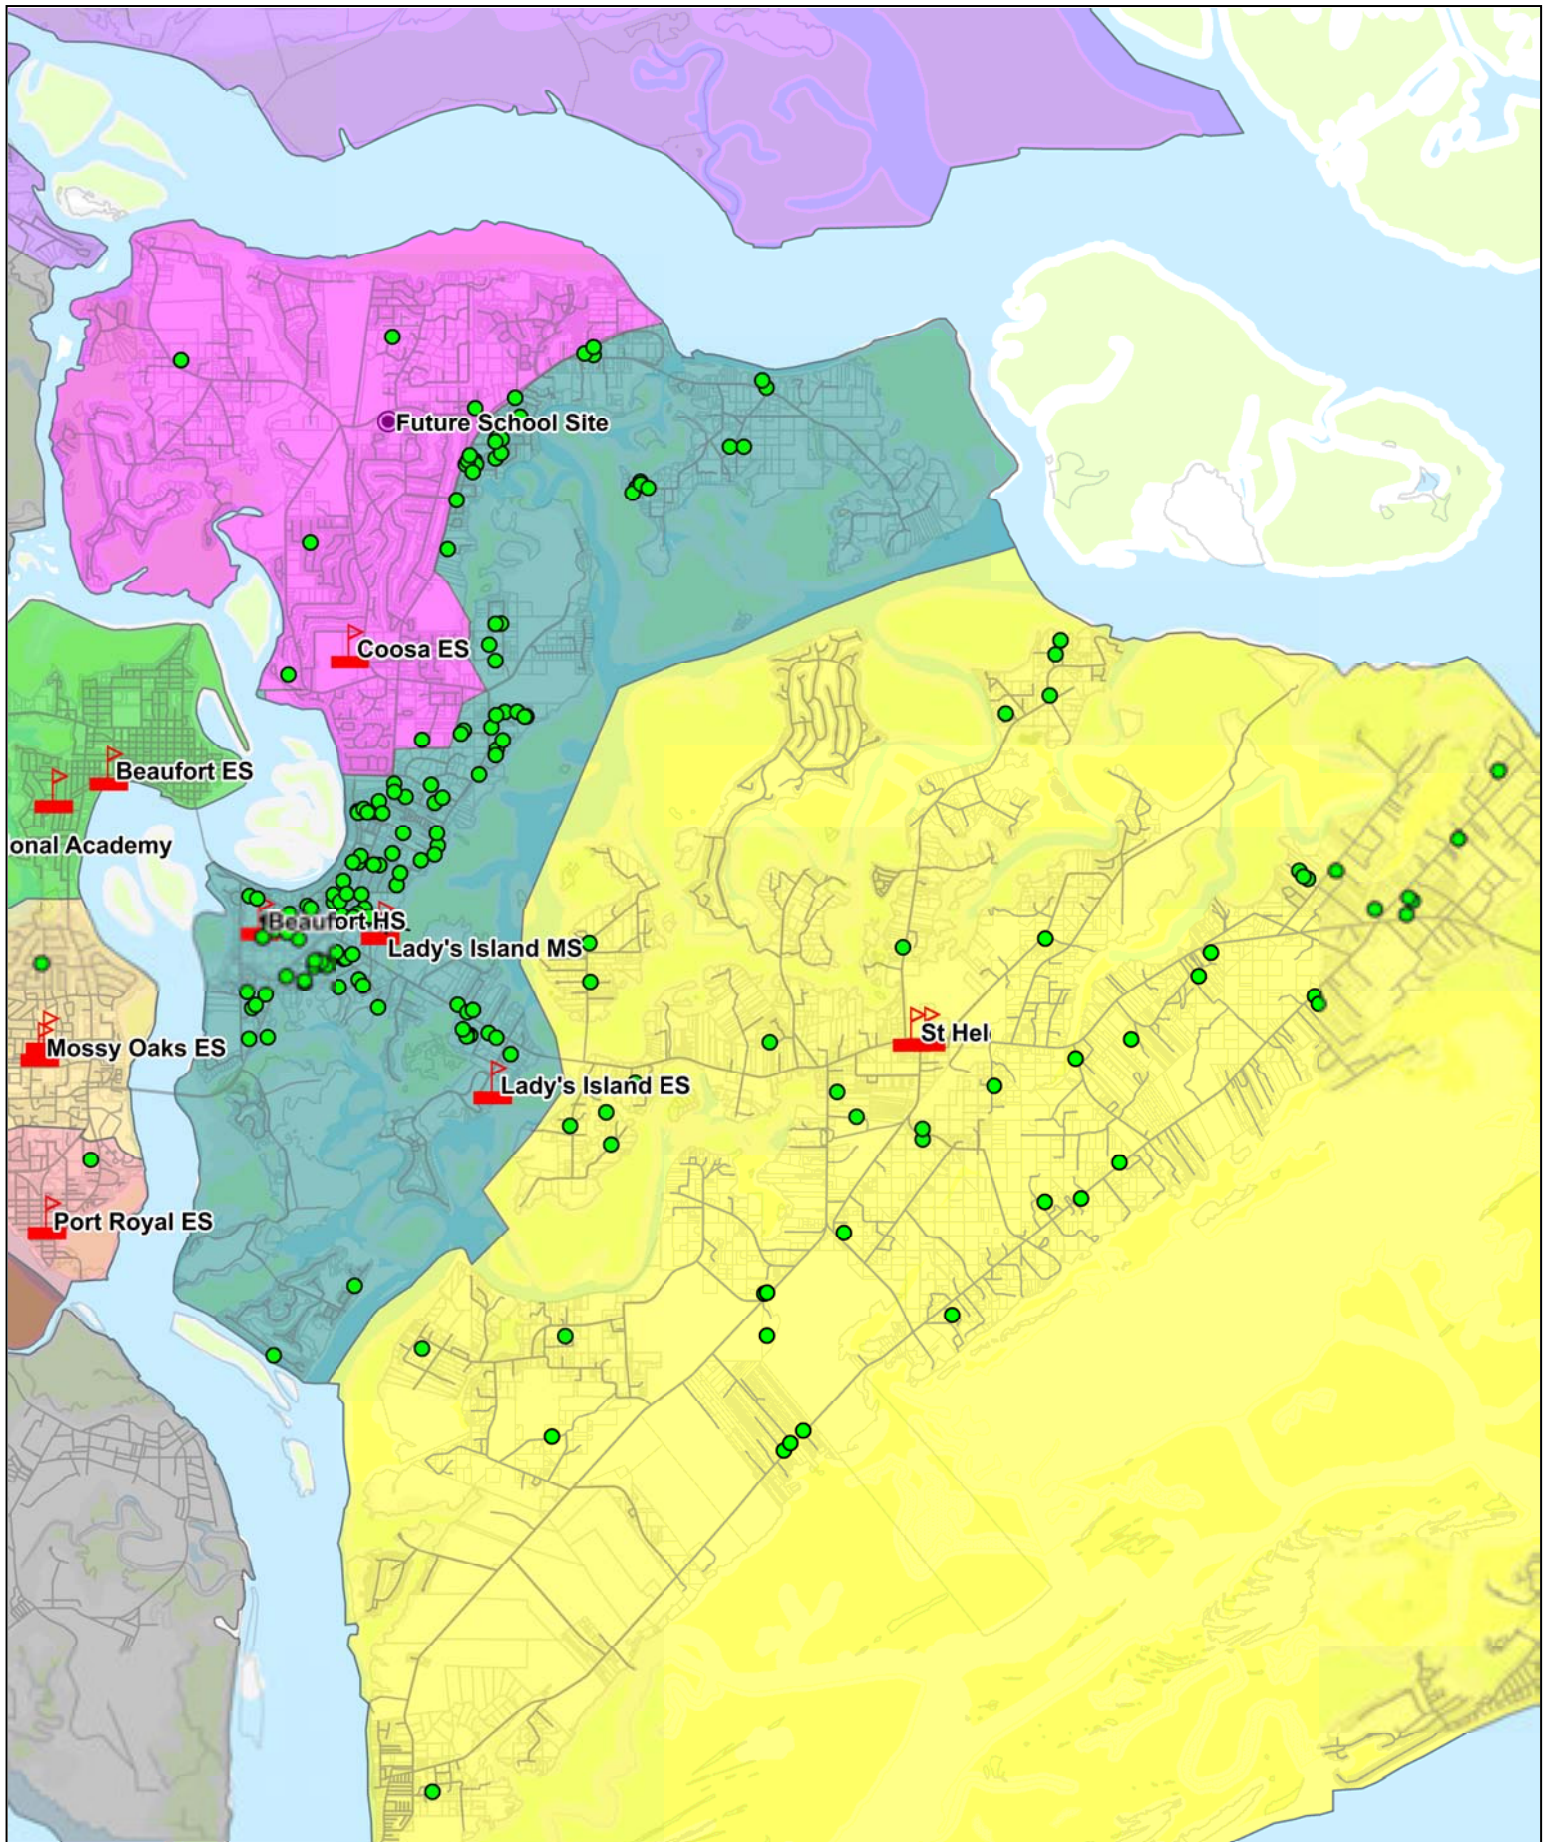 Future School Site
Coosa ES
Beaufort ES
onal Academy
Beaufort HS
Lady's Island MS
St Hel
Mossy Oaks ES
Lady's Island ES
Port Royal ES